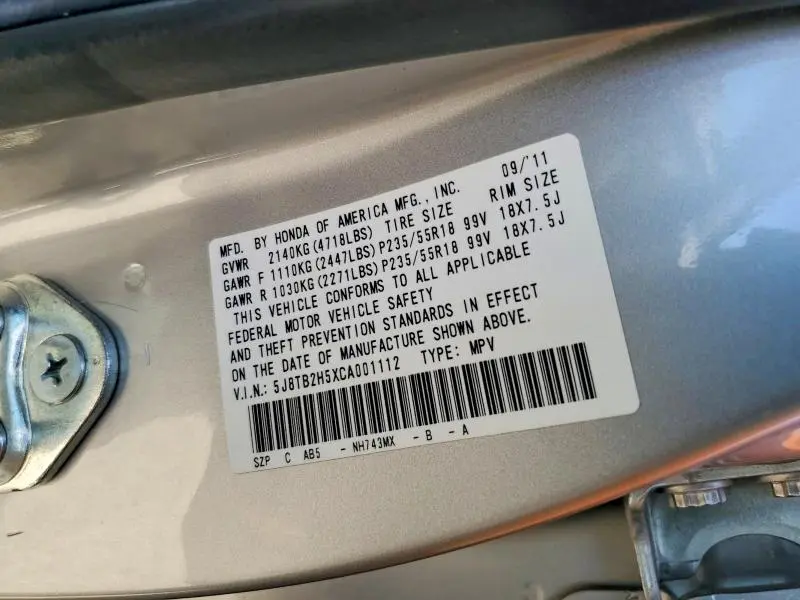 MFD. BY HONDA OF AMERICA MFG., INC. 09/'11
GVWR 2140KG(4718LBS) TIRE SIZE RIM SIZE
GAWR F 1110KG(2447LBS)P235/55R18 99V 18X7.5J
GAWR R 1030KG(2271LBS)P235/55R18 99V 18X7.5J
THIS VEHICLE CONFORMS TO ALL APPLICABLE
FEDERAL MOTOR VEHICLE SAFETY
AND THEFT PREVENTION STANDARDS IN EFFECT
ON THE DATE OF MANUFACTURE SHOWN ABOVE.
V.I.N.: 5J8TB2H5XCA001112 TYPE: MPV
SZP C AB5 - NH743MX - B - A